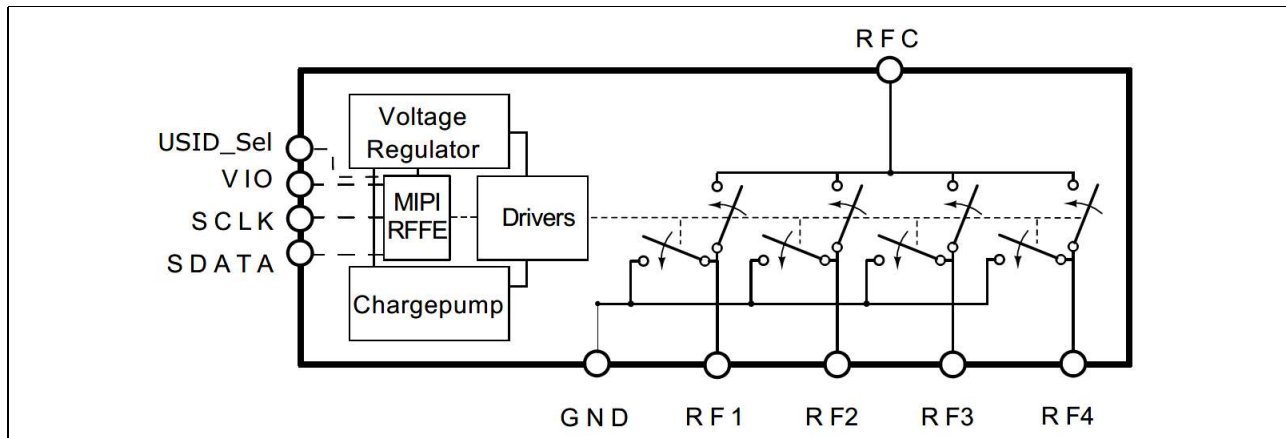 RFC
Voltage
Regulator
USID_Sel
VIO
SCLK
SDATA
MIPI
RFFE
Drivers
Chargepump
GND
RF1
RF2
RF3
RF4